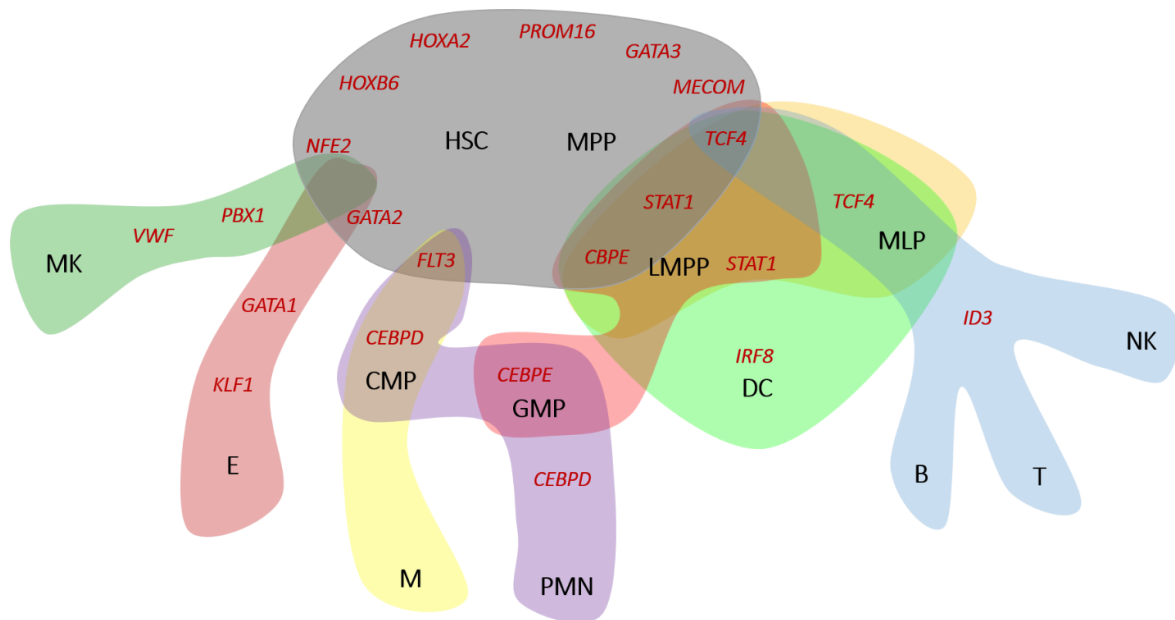 PROM16
HOXA2
GATA3
HOXB6
MECOM
NFE2
HSC
MPP
TCF4
PBX1
GATA2
STAT1
TCF4
VWF
MLP
MK
FLT3
CBPE
LMPP
STAT1
GATA1
ID3
CEBPD
NK
IRF8
CMP
CEBPE
KLF1
DC
GMP
E
CEBPD
B
T
M
PMN